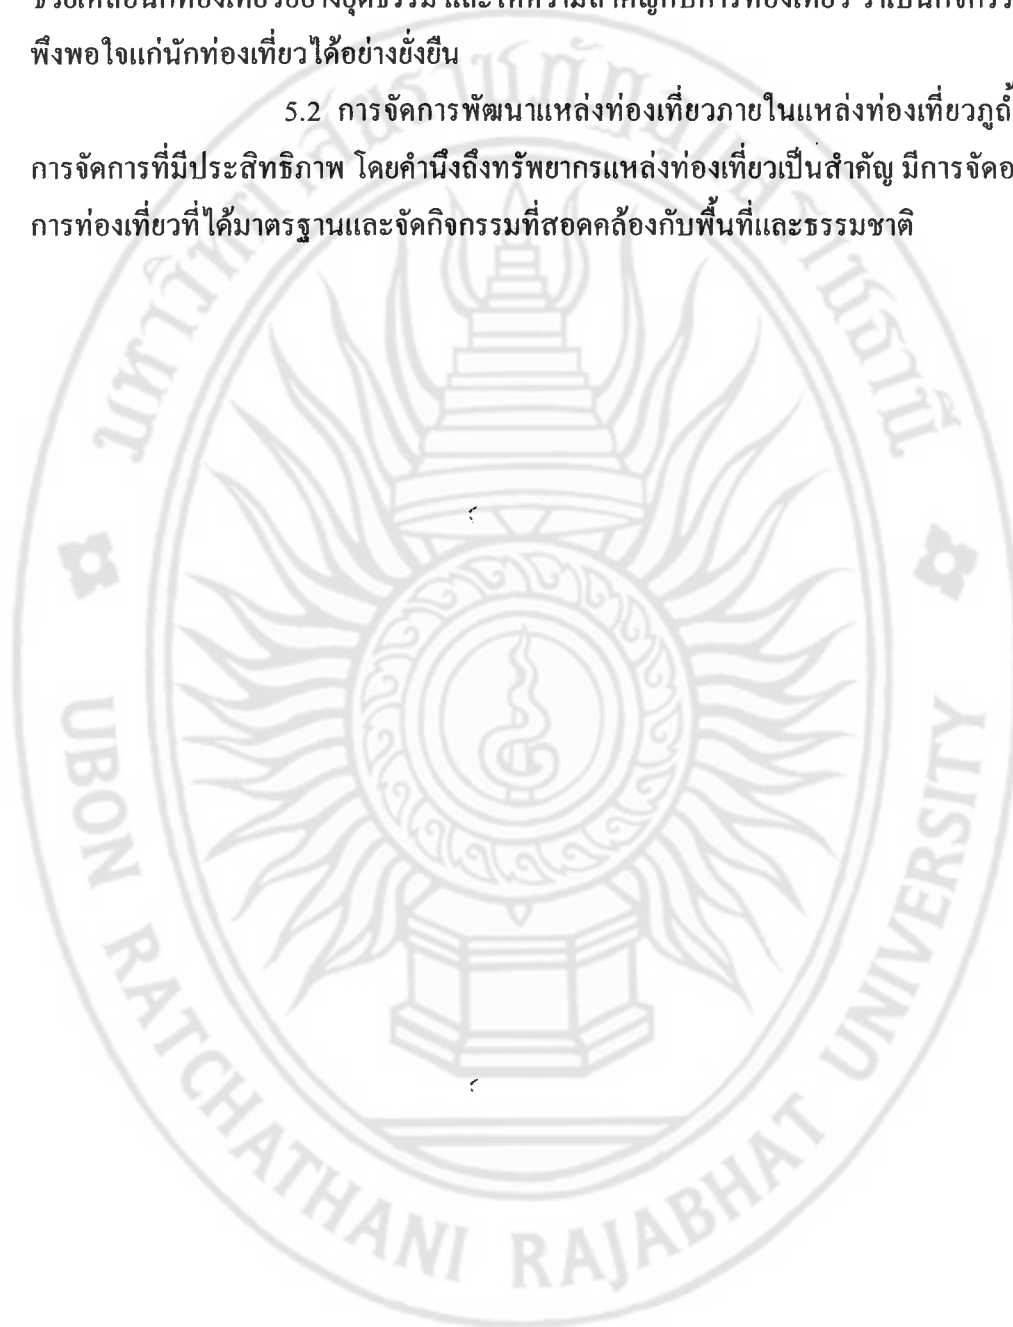 พึงพอใจแก่นักท่องเที่ยวได้อย่างยั่งยืน
5.2 การจัดการพัฒนาแหล่งท่องเที่ยวภายในแหล่งท่องเที่ยว
การจัดการที่มีประสิทธิภาพ โดยคำนึงถึงทรัพยากรแหล่งท่องเที่ยวเป็นสำคัญ มีการ
การท่องเที่ยวที่ได้มาตรฐานและจัดกิจกรรมที่สอดคล้องกับพื้นที่และธรรมชาติ
UBON RATCHATHANI RAJABHAT UNIVERSITY